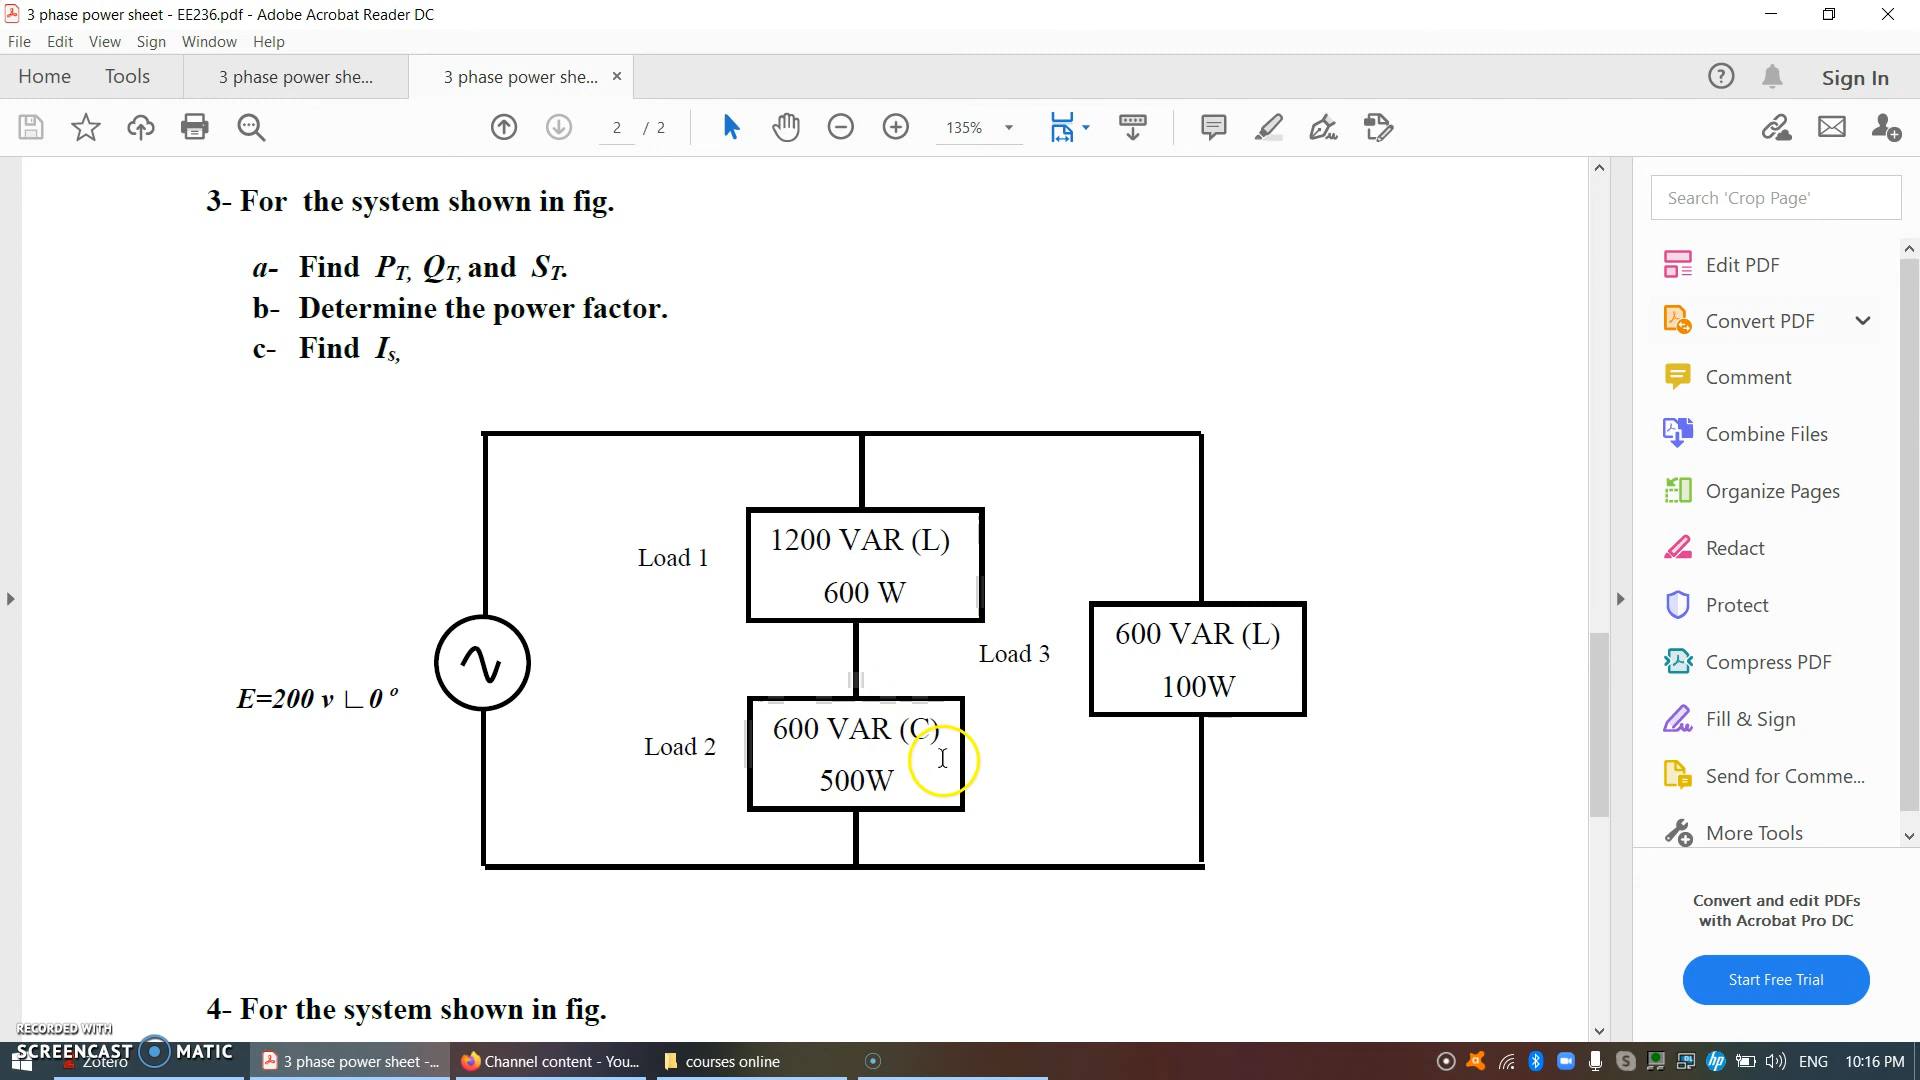 3 phase power sheet - EE236.pdf - Adobe Acrobat Reader DC
File Edit View Sign Window Help
Home Tools 3 phase power she... 3 phase power she... × Sign In
2 / 2 135%
3- For the system shown in fig.
a- Find PT, QT, and ST.
b- Determine the power factor.
c- Find Is,
1200 VAR (L)
Load 1
600 W
600 VAR (L)
Load 3
100W
E=200 v ∟0 º
600 VAR (C)
Load 2
500W
4- For the system shown in fig.
Search 'Crop Page'
Edit PDF
Convert PDF
Comment
Combine Files
Organize Pages
Redact
Protect
Compress PDF
Fill & Sign
Send for Comme...
More Tools
Convert and edit PDFs
with Acrobat Pro DC
Start Free Trial
RECORDED WITH
SCREENCAST MATIC
Zotero 3 phase power sheet -... Channel content - You... courses online ENG 10:16 PM